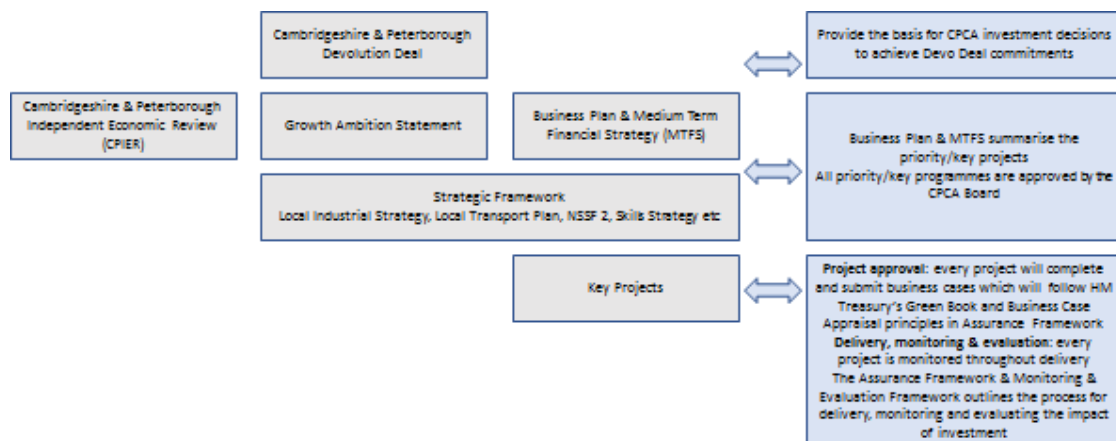 Cambridgeshire & Peterborough
Devolution Deal
Provide the basis for CPCA investment decisions
to achieve Devo Deal commitments
Cambridgeshire & Peterborough
Independent Economic Review
(CPIER)
Growth Ambition Statement
Business Plan & Medium Term
Financial Strategy (MTFS)
Business Plan & MTFS summarise the
priority/key projects
All priority/key programmes are approved by the
CPCA Board
Strategic Framework
Local Industrial Strategy, Local Transport Plan, NSSF 2, Skills Strategy etc
Key Projects
Project approval: every project will complete
and submit business cases which will follow HM
Treasury's Green Book and Business Case
Appraisal principles in Assurance Framework
Delivery, monitoring & evaluation: every
project is monitored throughout delivery
The Assurance Framework & Monitoring &
Evaluation Framework outlines the process for
delivery, monitoring and evaluating the impact
of investment